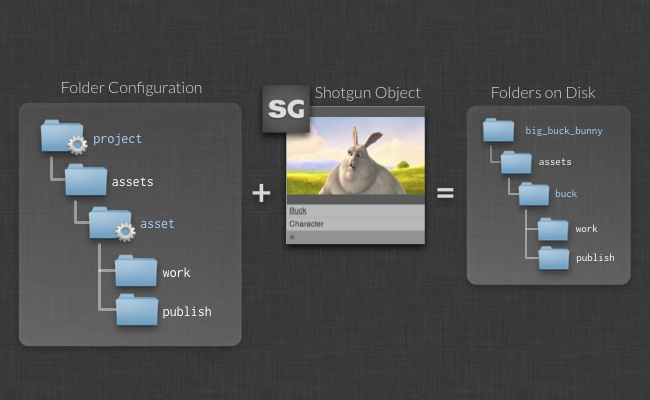 Folder Configuration
project
assets
asset
work
publish
+
SG
Shotgun Object
Buck
Character
=
Folders on Disk
big_buck_bunny
assets
buck
work
publish